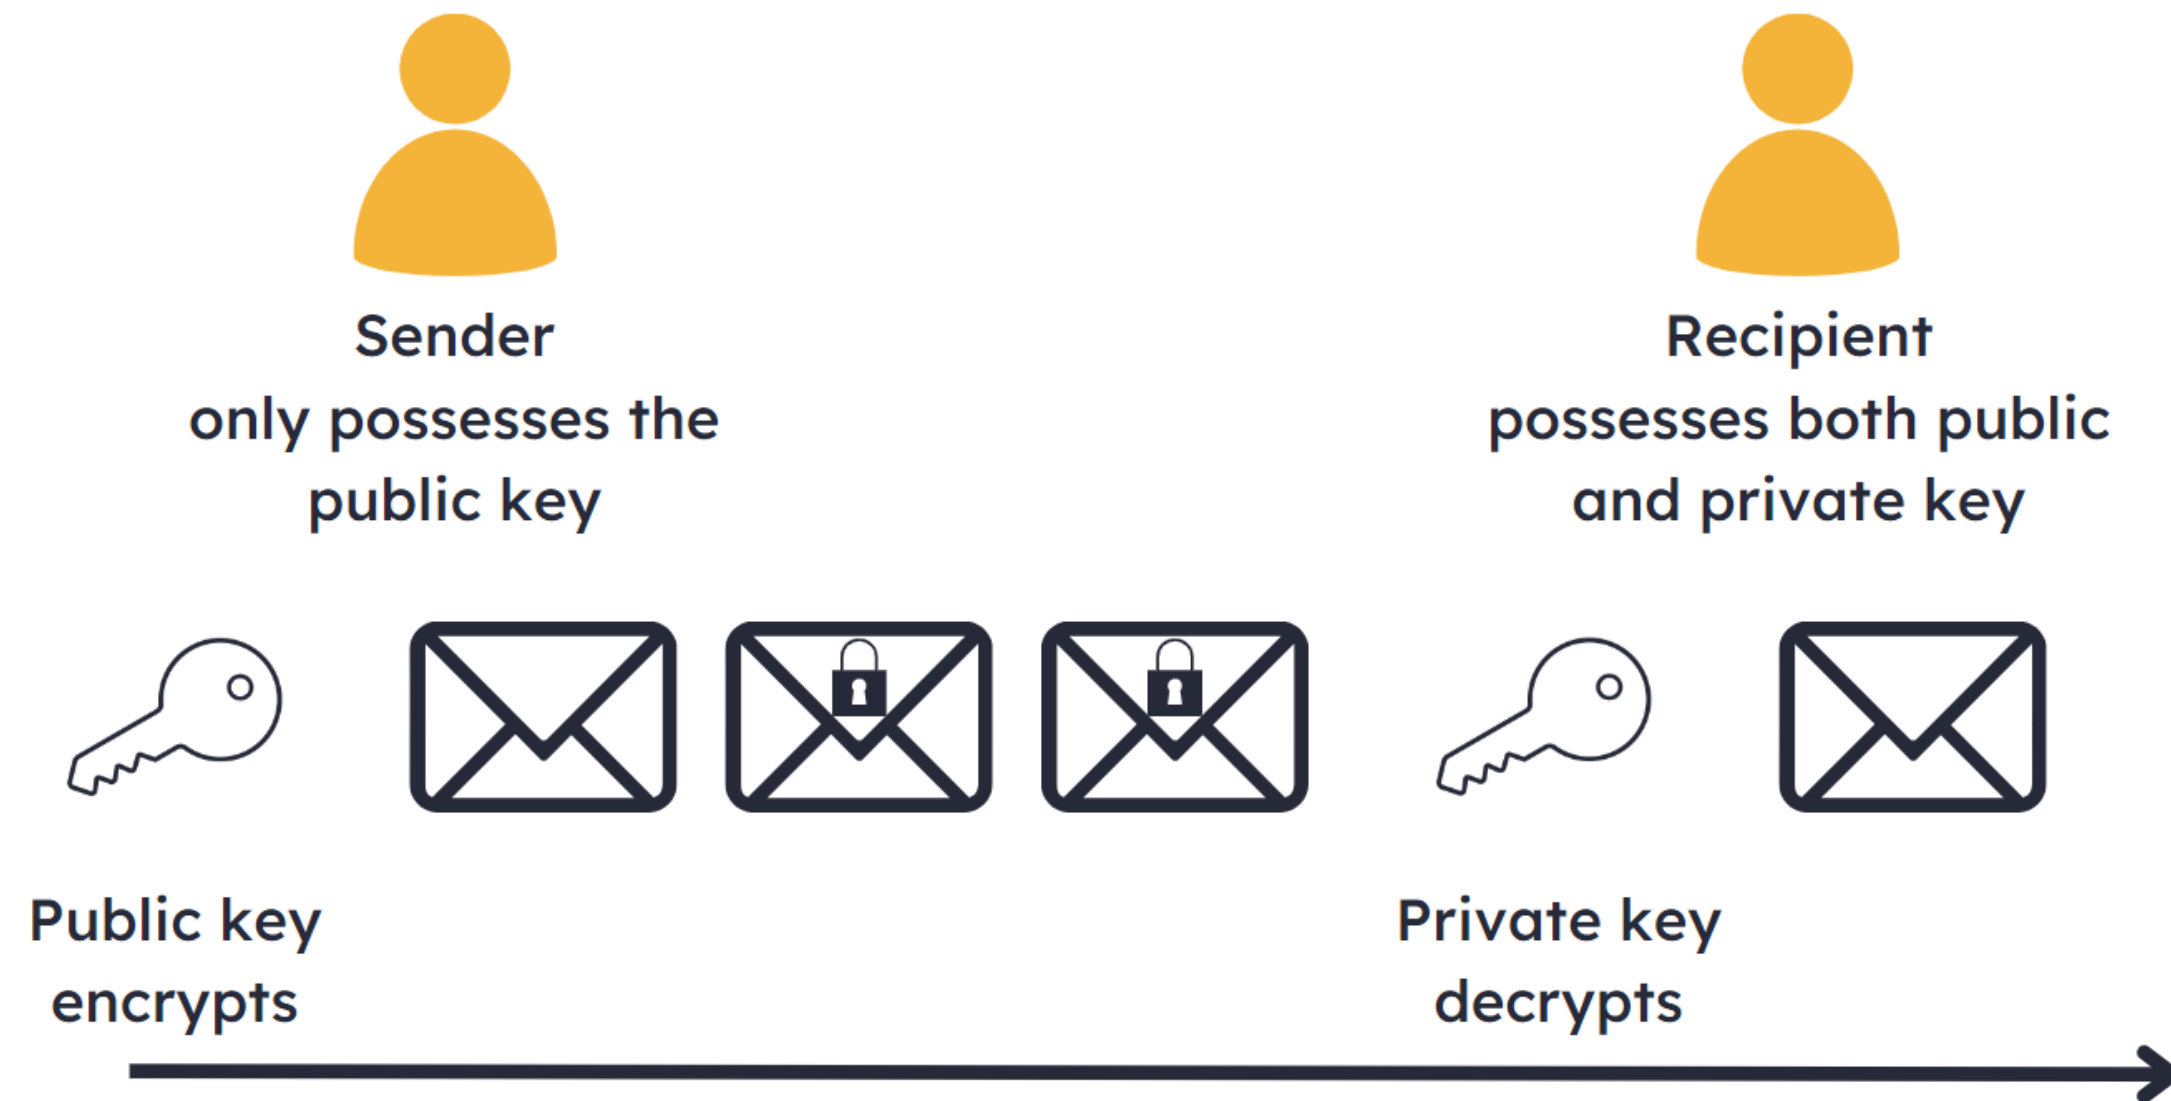 Sender
only possesses the
public key
Recipient
possesses both public
and private key
Public key
encrypts
Private key
decrypts